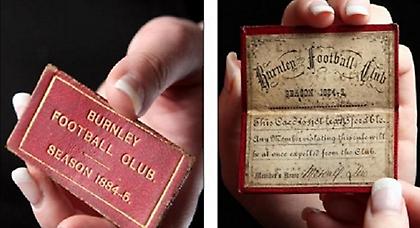 BURNLEY
FOOTBALL CLUB
SEASON 1884-5.
Burnley Football Club
SEASON 1884-5.
This Card is not transferable.
Any Member violating this rule will
be at once expelled from the Club.
Member's Name